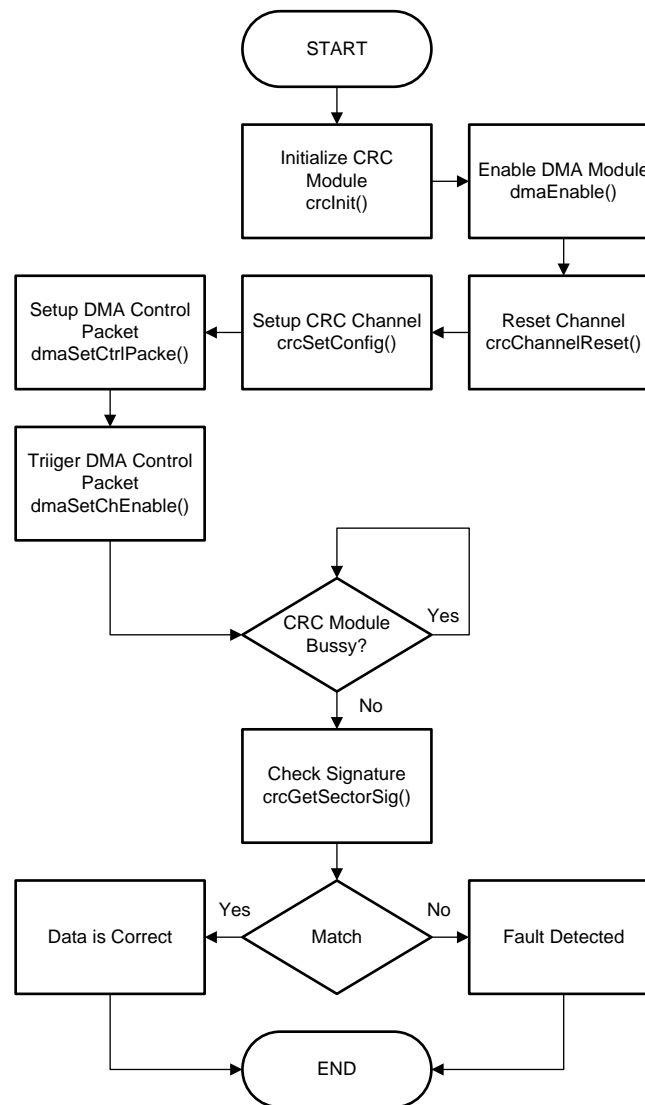 START
Initialize CRC
Module
crcInit()
Enable DMA Module
dmaEnable()
Reset Channel
crcChannelReset()
Setup CRC Channel
crcSetConfig()
Setup DMA Control
Packet
dmaSetCtrlPacke()
Triiger DMA Control
Packet
dmaSetChEnable()
CRC Module
Bussy?
Yes
No
Check Signature
crcGetSectorSig()
Match
Yes
No
Data is Correct
Fault Detected
END